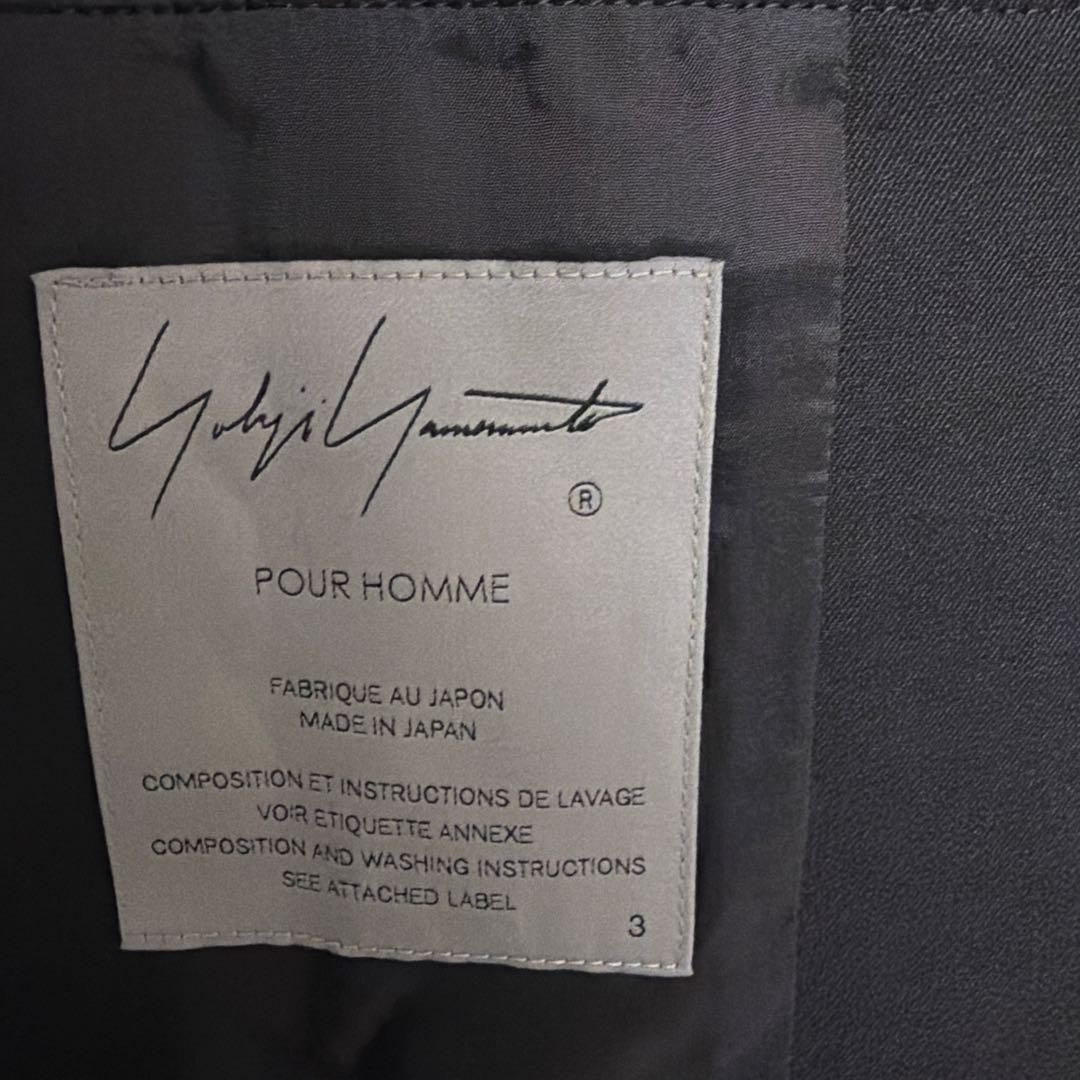 Yohji Yamamoto
®
POUR HOMME
FABRIQUE AU JAPON
MADE IN JAPAN
COMPOSITION ET INSTRUCTIONS DE LAVAGE
VOIR ETIQUETTE ANNEXE
COMPOSITION AND WASHING INSTRUCTIONS
SEE ATTACHED LABEL
3